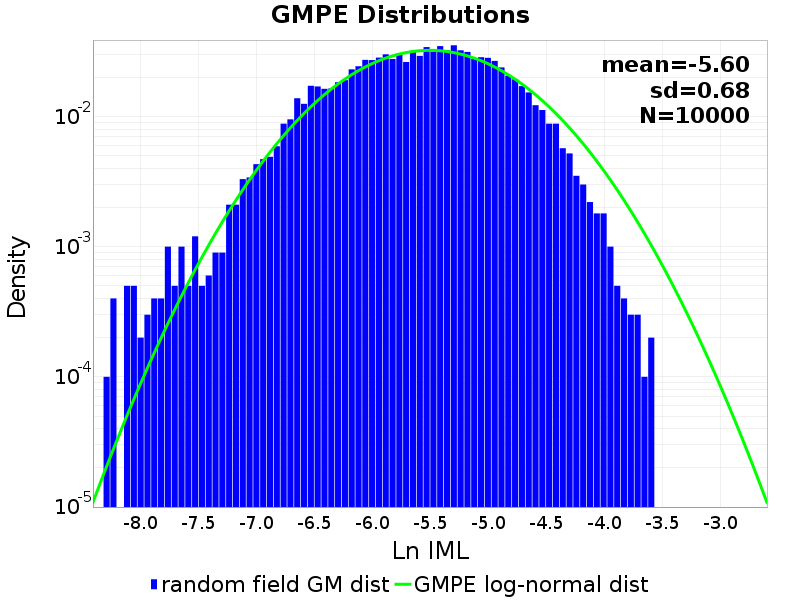 GMPE Distributions
mean=-5.60
sd=0.68
N=10000
10-2
10-3
10-4
10-5
Density
-8.0 -7.5 -7.0 -6.5 -6.0 -5.5 -5.0 -4.5 -4.0 -3.5 -3.0
Ln IML
random field GM dist GMPE log-normal dist